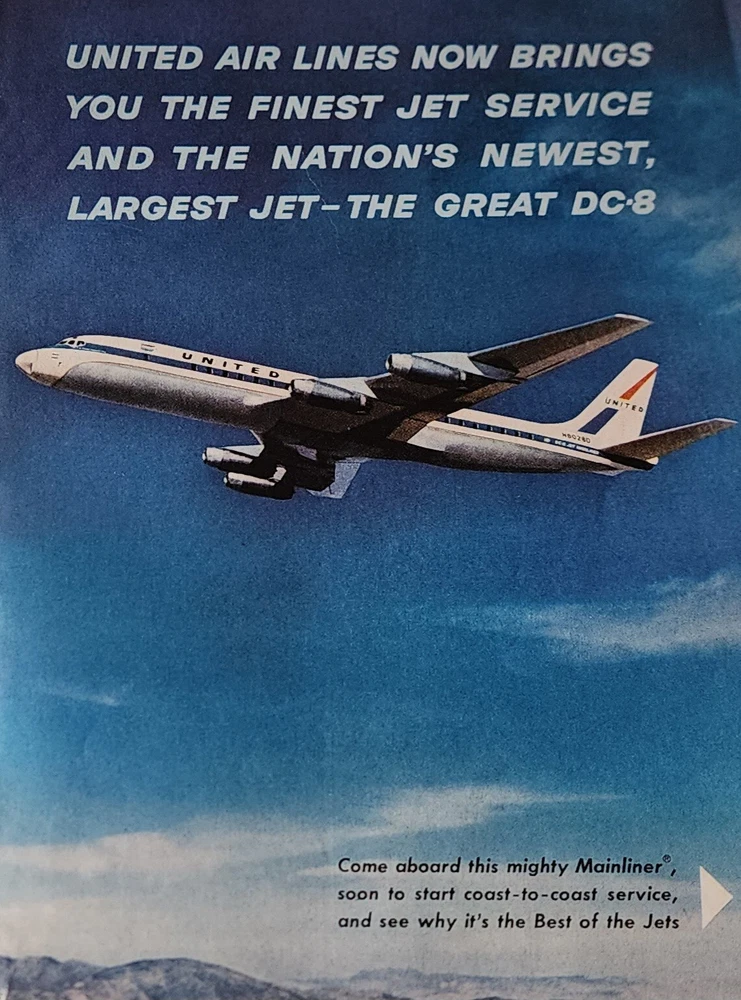 UNITED AIR LINES NOW BRINGS
YOU THE FINEST JET SERVICE
AND THE NATION'S NEWEST,
LARGEST JET–THE GREAT DC·8
UNITED
UNITED
N8028D
Come aboard this mighty Mainliner®,
soon to start coast-to-coast service,
and see why it's the Best of the Jets